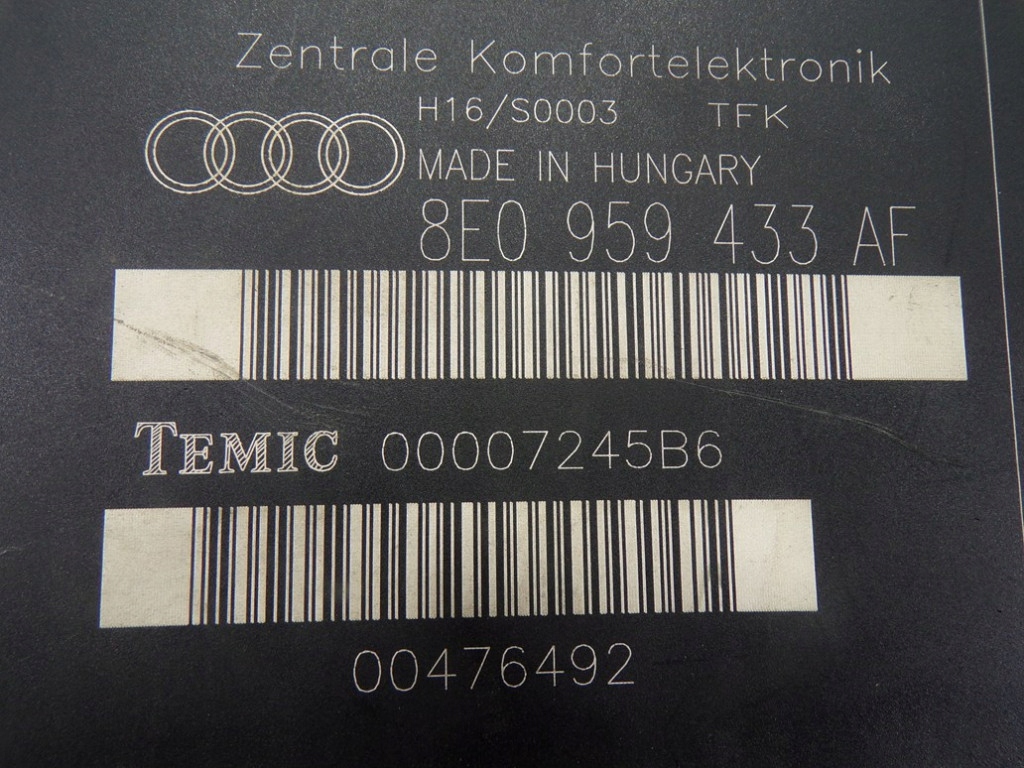 Zentrale Komfortelektronik
H16/S0003 TFK
MADE IN HUNGARY
8E0 959 433 AF
TEMIC 00007245B6
00476492